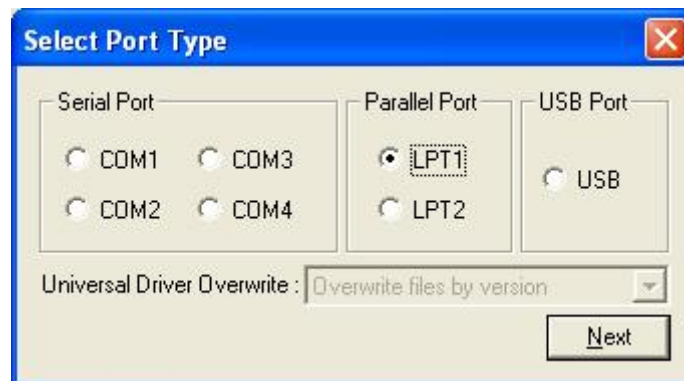 Select Port Type
Serial Port
COM1 COM3
COM2 COM4
Parallel Port
LPT1
LPT2
USB Port
USB
Universal Driver Overwrite : Overwrite files by version
Next